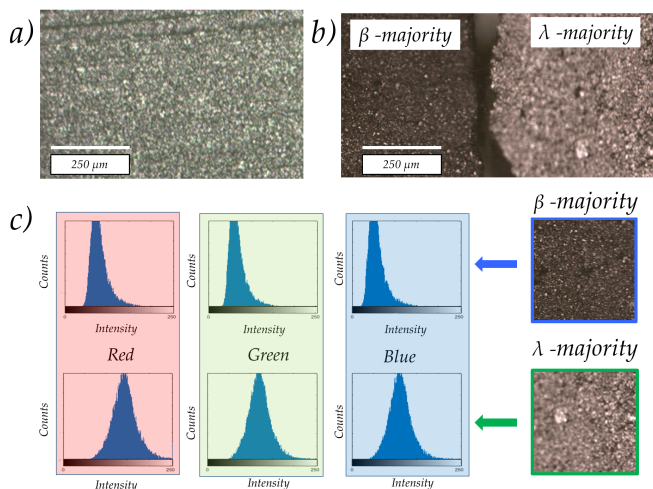 a)
250 μm
b)
β -majority
λ -majority
250 μm
c)
Counts
0
250
Intensity
Counts
0
250
Intensity
Counts
0
250
Intensity
β -majority
Red
Green
Blue
λ -majority
Counts
0
250
Intensity
Counts
0
250
Intensity
Counts
0
250
Intensity